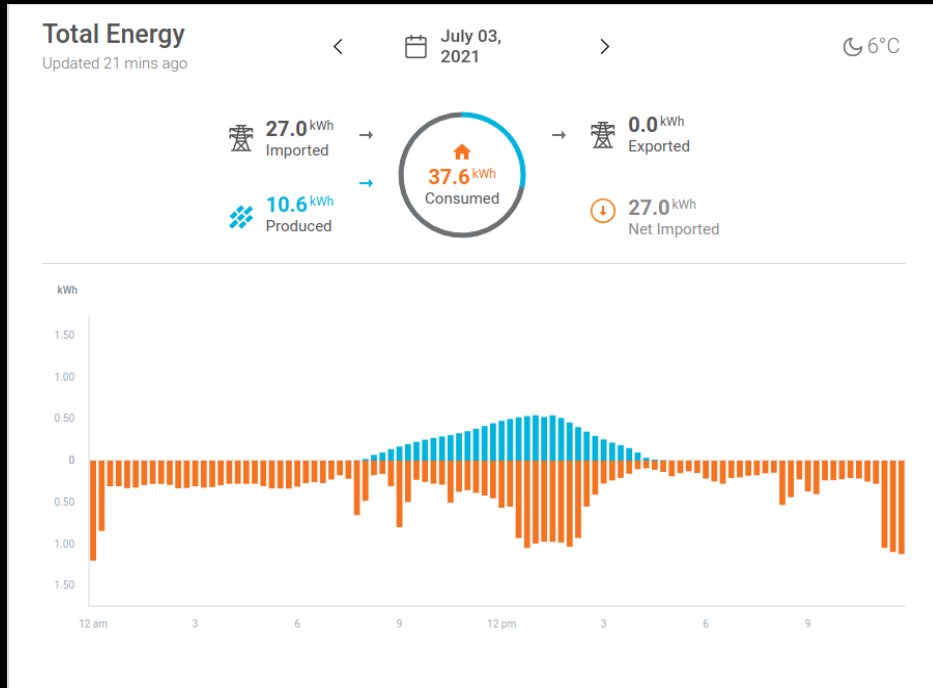 Total Energy
Updated 21 mins ago
July 03,
2021
6°C
27.0 kWh
Imported
10.6 kWh
Produced
37.6 kWh
Consumed
0.0 kWh
Exported
27.0 kWh
Net Imported
kWh
1.50
1.00
0.50
0
0.50
1.00
1.50
12 am 3 6 9 12 pm 3 6 9